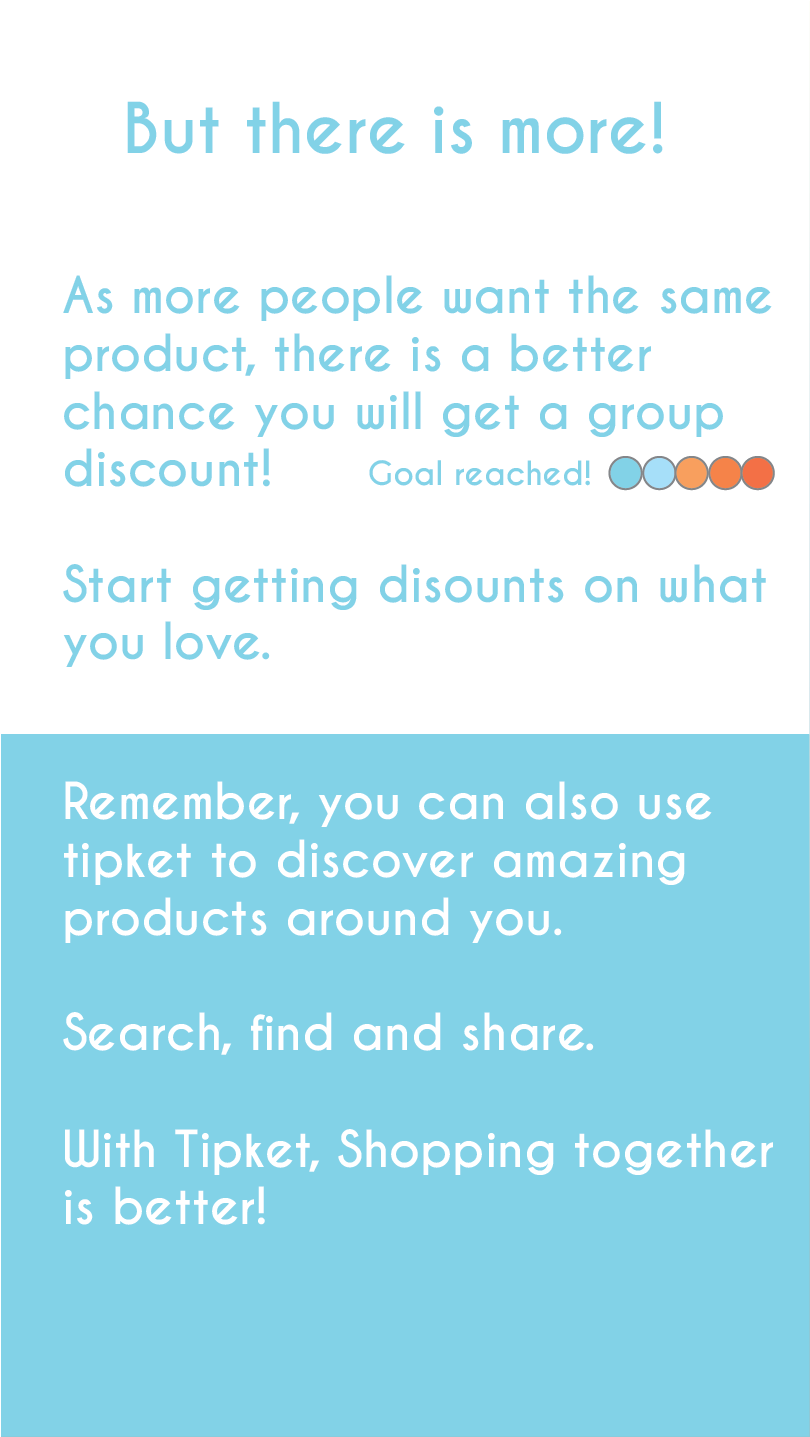 But there is more!
As more people want the same
product, there is a better
chance you will get a group
discount! Goal reached!
Start getting disounts on what
you love.
Remember, you can also use
tipket to discover amazing
products around you.
Search, find and share.
With Tipket, Shopping together
is better!